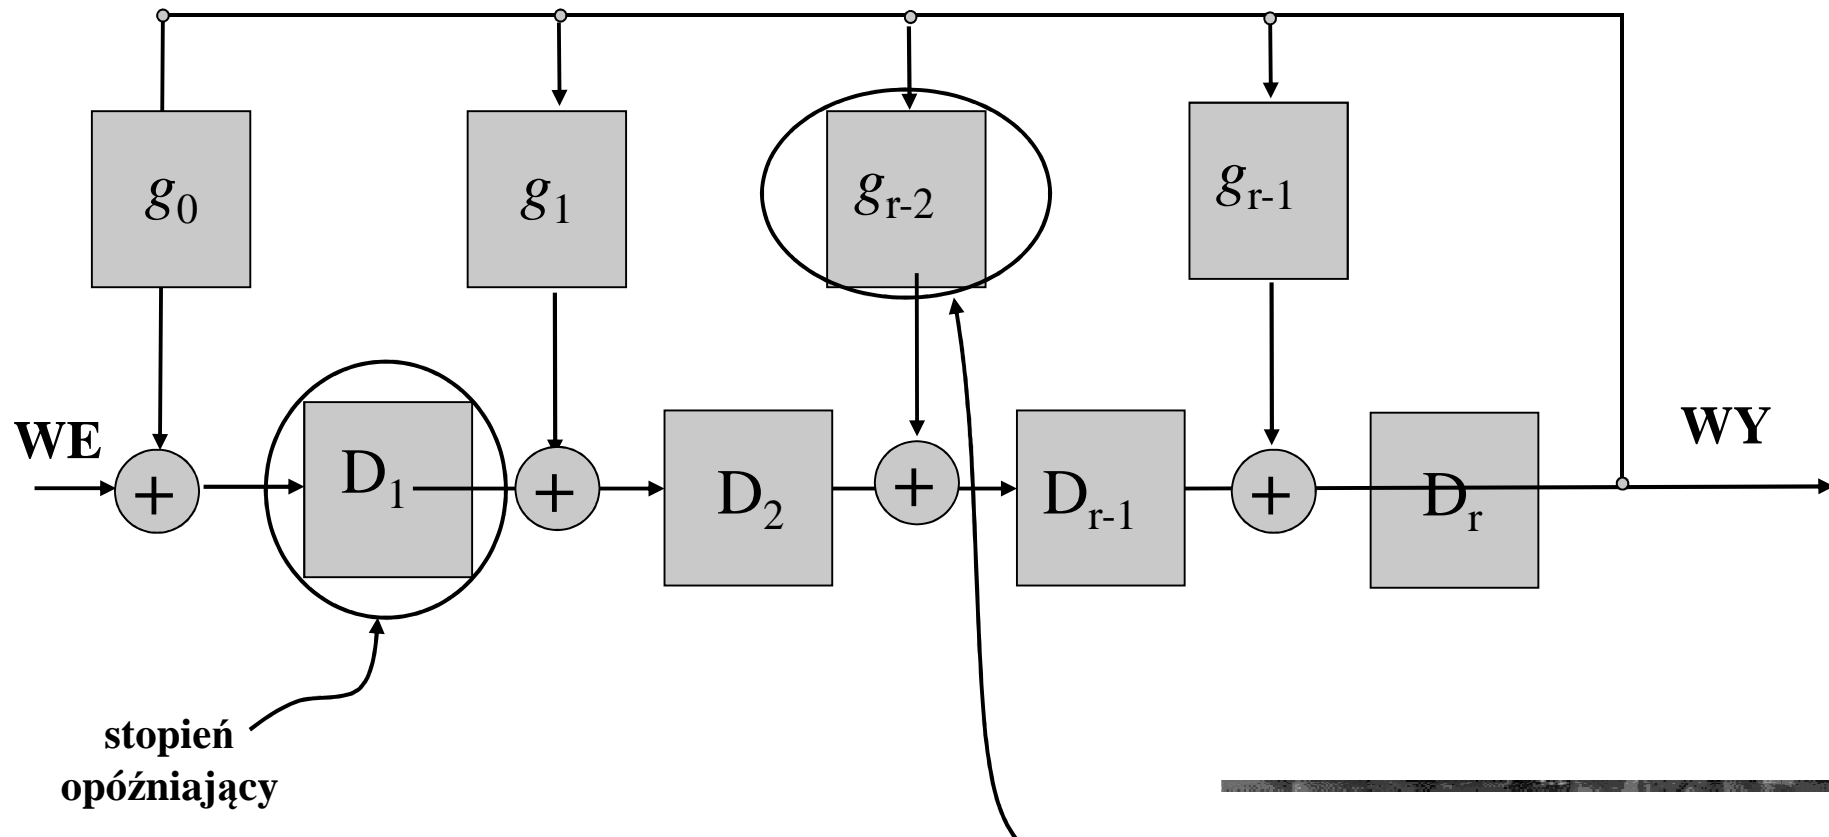 g0 g1 gr-2 gr-1
WE + D1 + D2 + Dr-1 + Dr WY
stopień
opóźniający